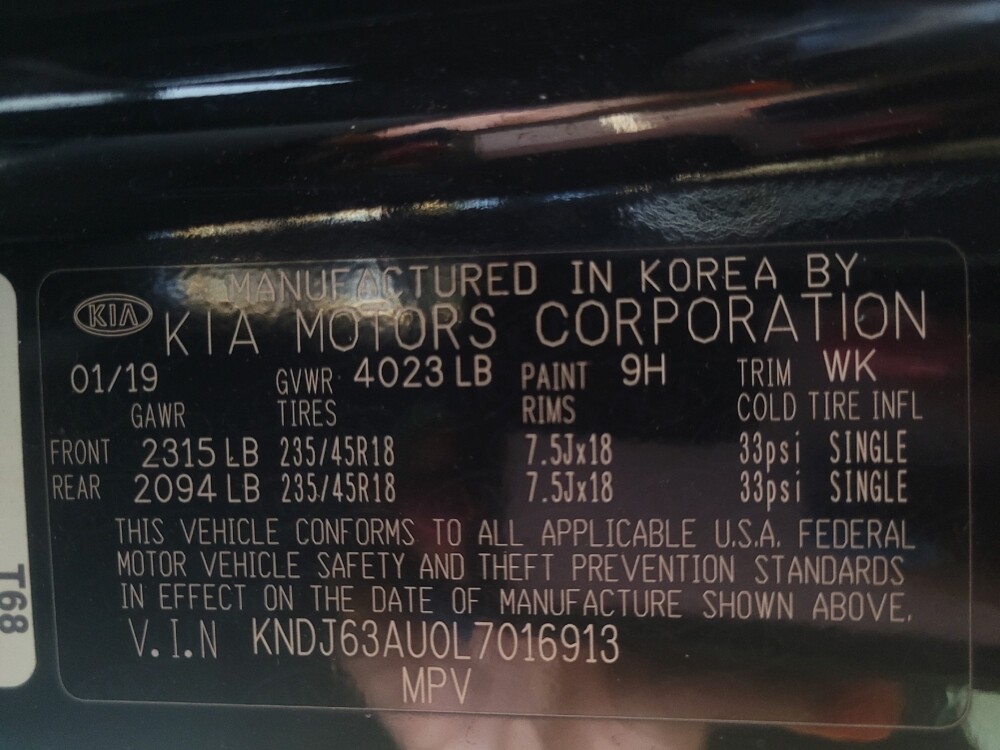 MANUFACTURED IN KOREA BY
KIA KIA MOTORS CORPORATION
01/19 GVWR 4023 LB PAINT 9H TRIM WK
GAWR TIRES RIMS COLD TIRE INFL
FRONT 2315 LB 235/45R18 7.5Jx18 33psi SINGLE
REAR 2094 LB 235/45R18 7.5Jx18 33psi SINGLE
THIS VEHICLE CONFORMS TO ALL APPLICABLE U.S.A. FEDERAL
MOTOR VEHICLE SAFETY AND THEFT PREVENTION STANDARDS
IN EFFECT ON THE DATE OF MANUFACTURE SHOWN ABOVE.
V.I.N KNDJ63AU0L7016913
MPV
T68